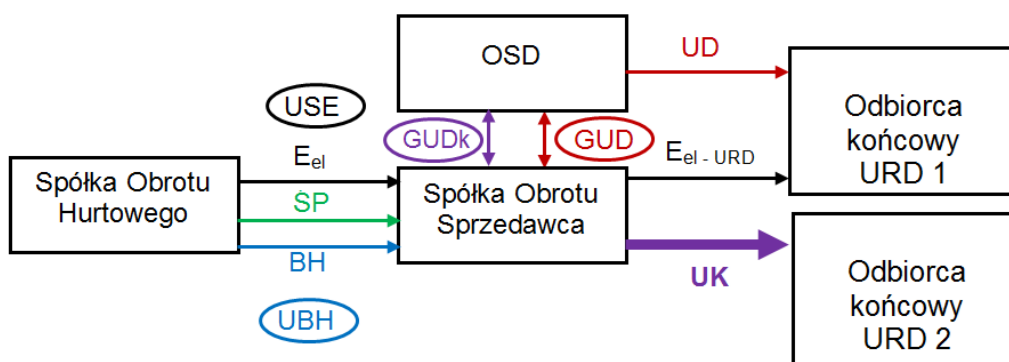 OSD
UD
USE
GUDk
GUD
Odbiorca
końcowy
URD 1
Eel
Eel - URD
Spółka Obrotu
Hurtowego
ŚP
Spółka Obrotu
Sprzedawca
BH
UK
UBH
Odbiorca
końcowy
URD 2